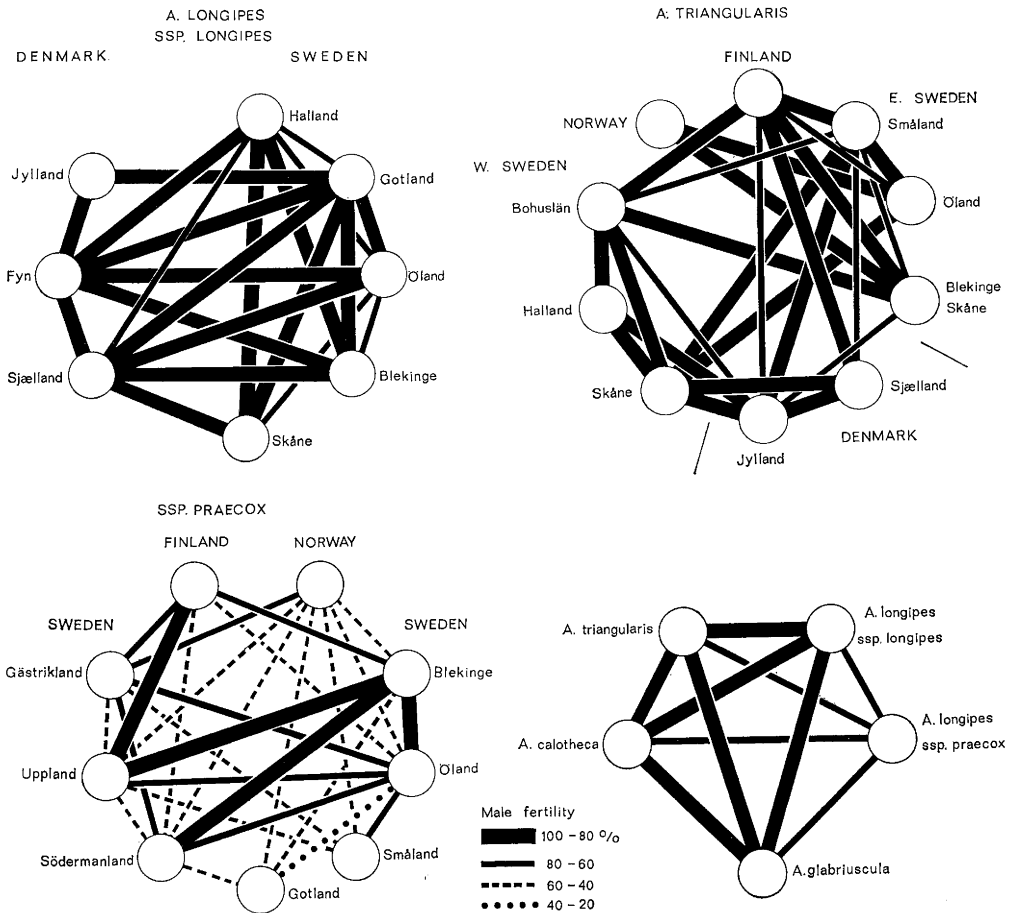 A. LONGIPES
SSP. LONGIPES
DENMARK
SWEDEN
Halland
Jylland
Gotland
Fyn
Öland
Sjælland
Blekinge
Skåne
A. TRIANGULARIS
FINLAND
E. SWEDEN
NORWAY
Småland
W. SWEDEN
Bohuslän
Öland
Blekinge
Skåne
Halland
Skåne
Sjælland
DENMARK
Jylland
SSP. PRAECOX
FINLAND
NORWAY
SWEDEN
SWEDEN
Gästrikland
Blekinge
Uppland
Öland
Södermanland
Småland
Gotland
A. triangularis
A. longipes
ssp. longipes
A. calotheca
A. longipes
ssp. praecox
A. glabriuscula
Male fertility
100 – 80 %
80 – 60
60 – 40
40 – 20